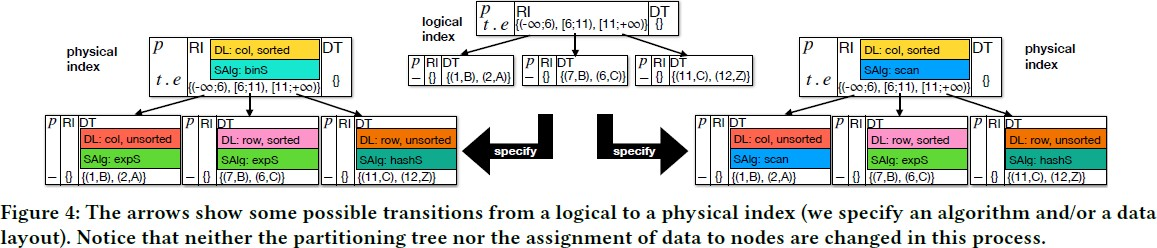 logical
index
p
t . e
RI
{(-∞;6), [6;11), [11;+∞)}
DT
{}
p RI DT
– {} {(1,B), (2,A)}
p RI DT
– {} {(7,B), (6,C)}
p RI DT
– {} {(11,C), (12,Z)}
physical
index
p
t . e
RI
DL: col, sorted
SAlg: binS
{(-∞;6), [6;11), [11;+∞)}
DT
{}
p RI DT
DL: col, unsorted
SAlg: expS
– {} {(1,B), (2,A)}
p RI DT
DL: row, sorted
SAlg: expS
– {} {(7,B), (6,C)}
p RI DT
DL: row, unsorted
SAlg: hashS
– {} {(11,C), (12,Z)}
specify
specify
physical
index
p
t . e
RI
DL: col, sorted
SAlg: scan
{(-∞;6), [6;11), [11;+∞)}
DT
{}
p RI DT
DL: col, unsorted
SAlg: scan
– {} {(1,B), (2,A)}
p RI DT
DL: row, sorted
SAlg: expS
– {} {(7,B), (6,C)}
p RI DT
DL: row, unsorted
SAlg: hashS
– {} {(11,C), (12,Z)}
Figure 4: The arrows show some possible transitions from a logical to a physical index (we specify an algorithm and/or a data
layout). Notice that neither the partitioning tree nor the assignment of data to nodes are changed in this process.